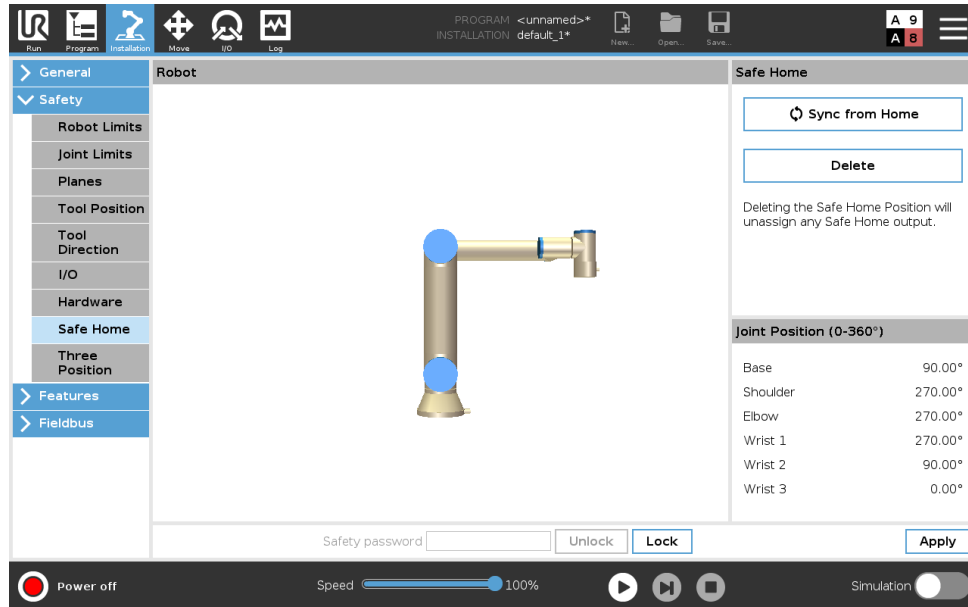 UR
PROGRAM <unnamed>*
INSTALLATION default_1*
A 9
A 8
Run Program Installation Move I/O Log New... Open... Save...
General
Safety
Robot Limits
Joint Limits
Planes
Tool Position
Tool
Direction
I/O
Hardware
Safe Home
Three
Position
Features
Fieldbus
Robot
Safe Home
Sync from Home
Delete
Deleting the Safe Home Position will
unassign any Safe Home output.
Joint Position (0-360°)
Base 90.00°
Shoulder 270.00°
Elbow 270.00°
Wrist 1 270.00°
Wrist 2 90.00°
Wrist 3 0.00°
Safety password Unlock Lock Apply
Power off Speed 100% Simulation